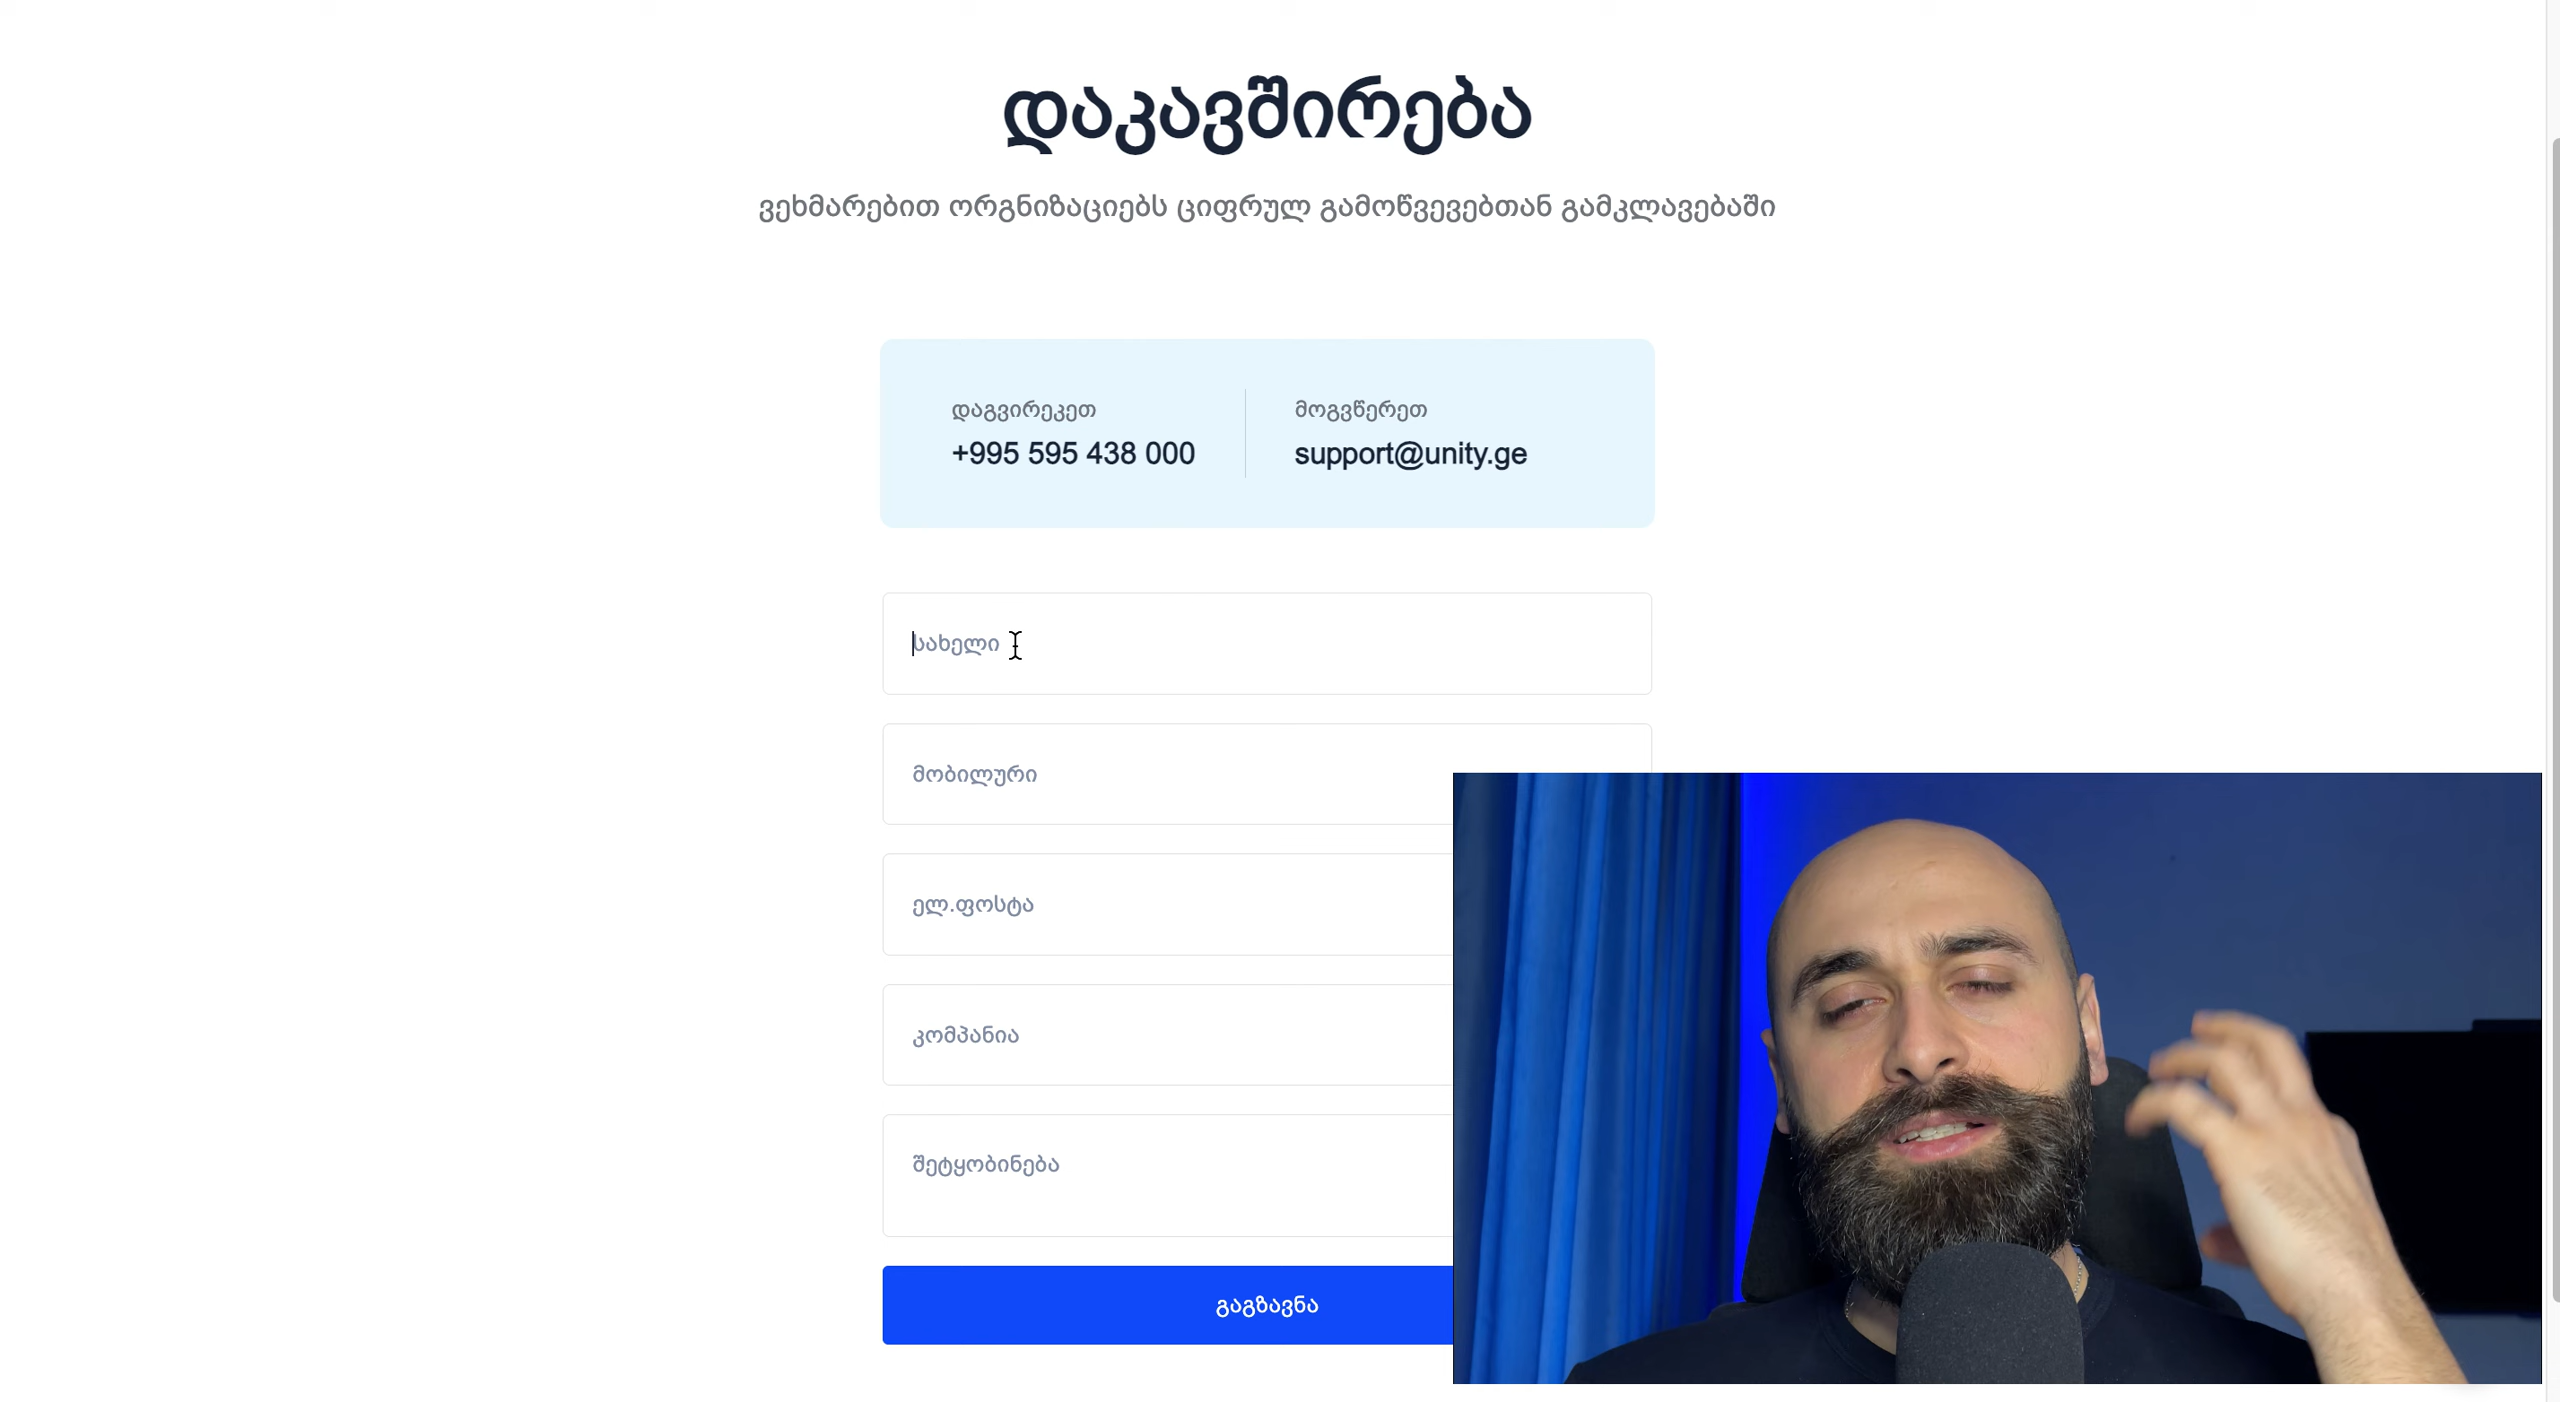 დაკავშირება
ვეხმარებით ორგნიზაციებს ციფრულ გამოწვევებთან გამკლავებაში
დაგვირეკეთ
+995 595 438 000
მოგვწერეთ
support@unity.ge
სახელი
მობილური
ელ.ფოსტა
კომპანია
შეტყობინება
გაგზავნა